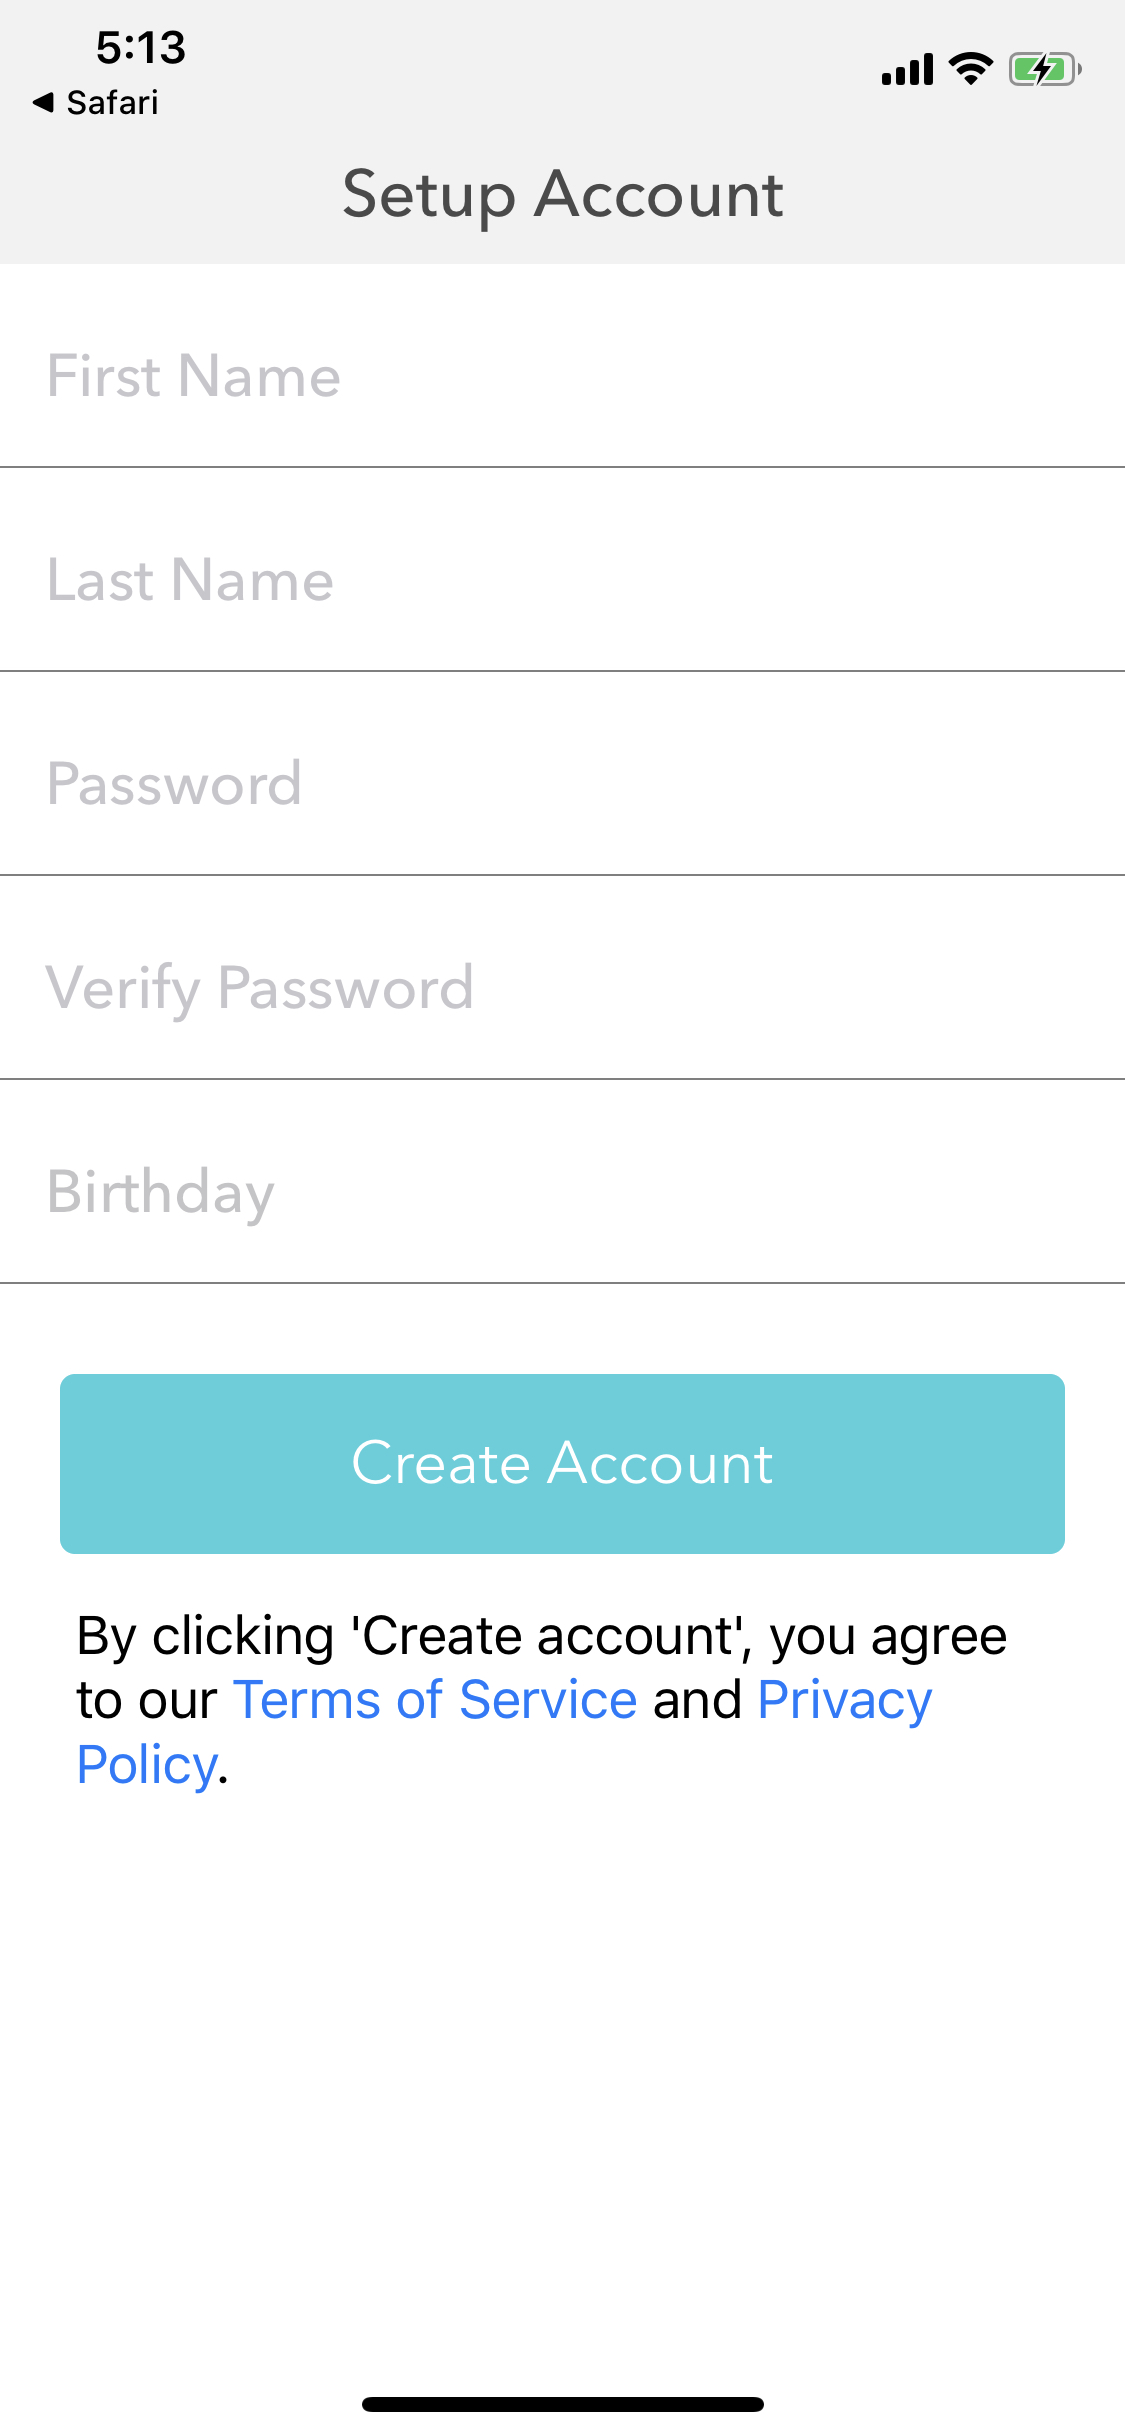 5:13
◀ Safari
Setup Account
First Name
Last Name
Password
Verify Password
Birthday
Create Account
By clicking 'Create account', you agree
to our Terms of Service and Privacy
Policy.